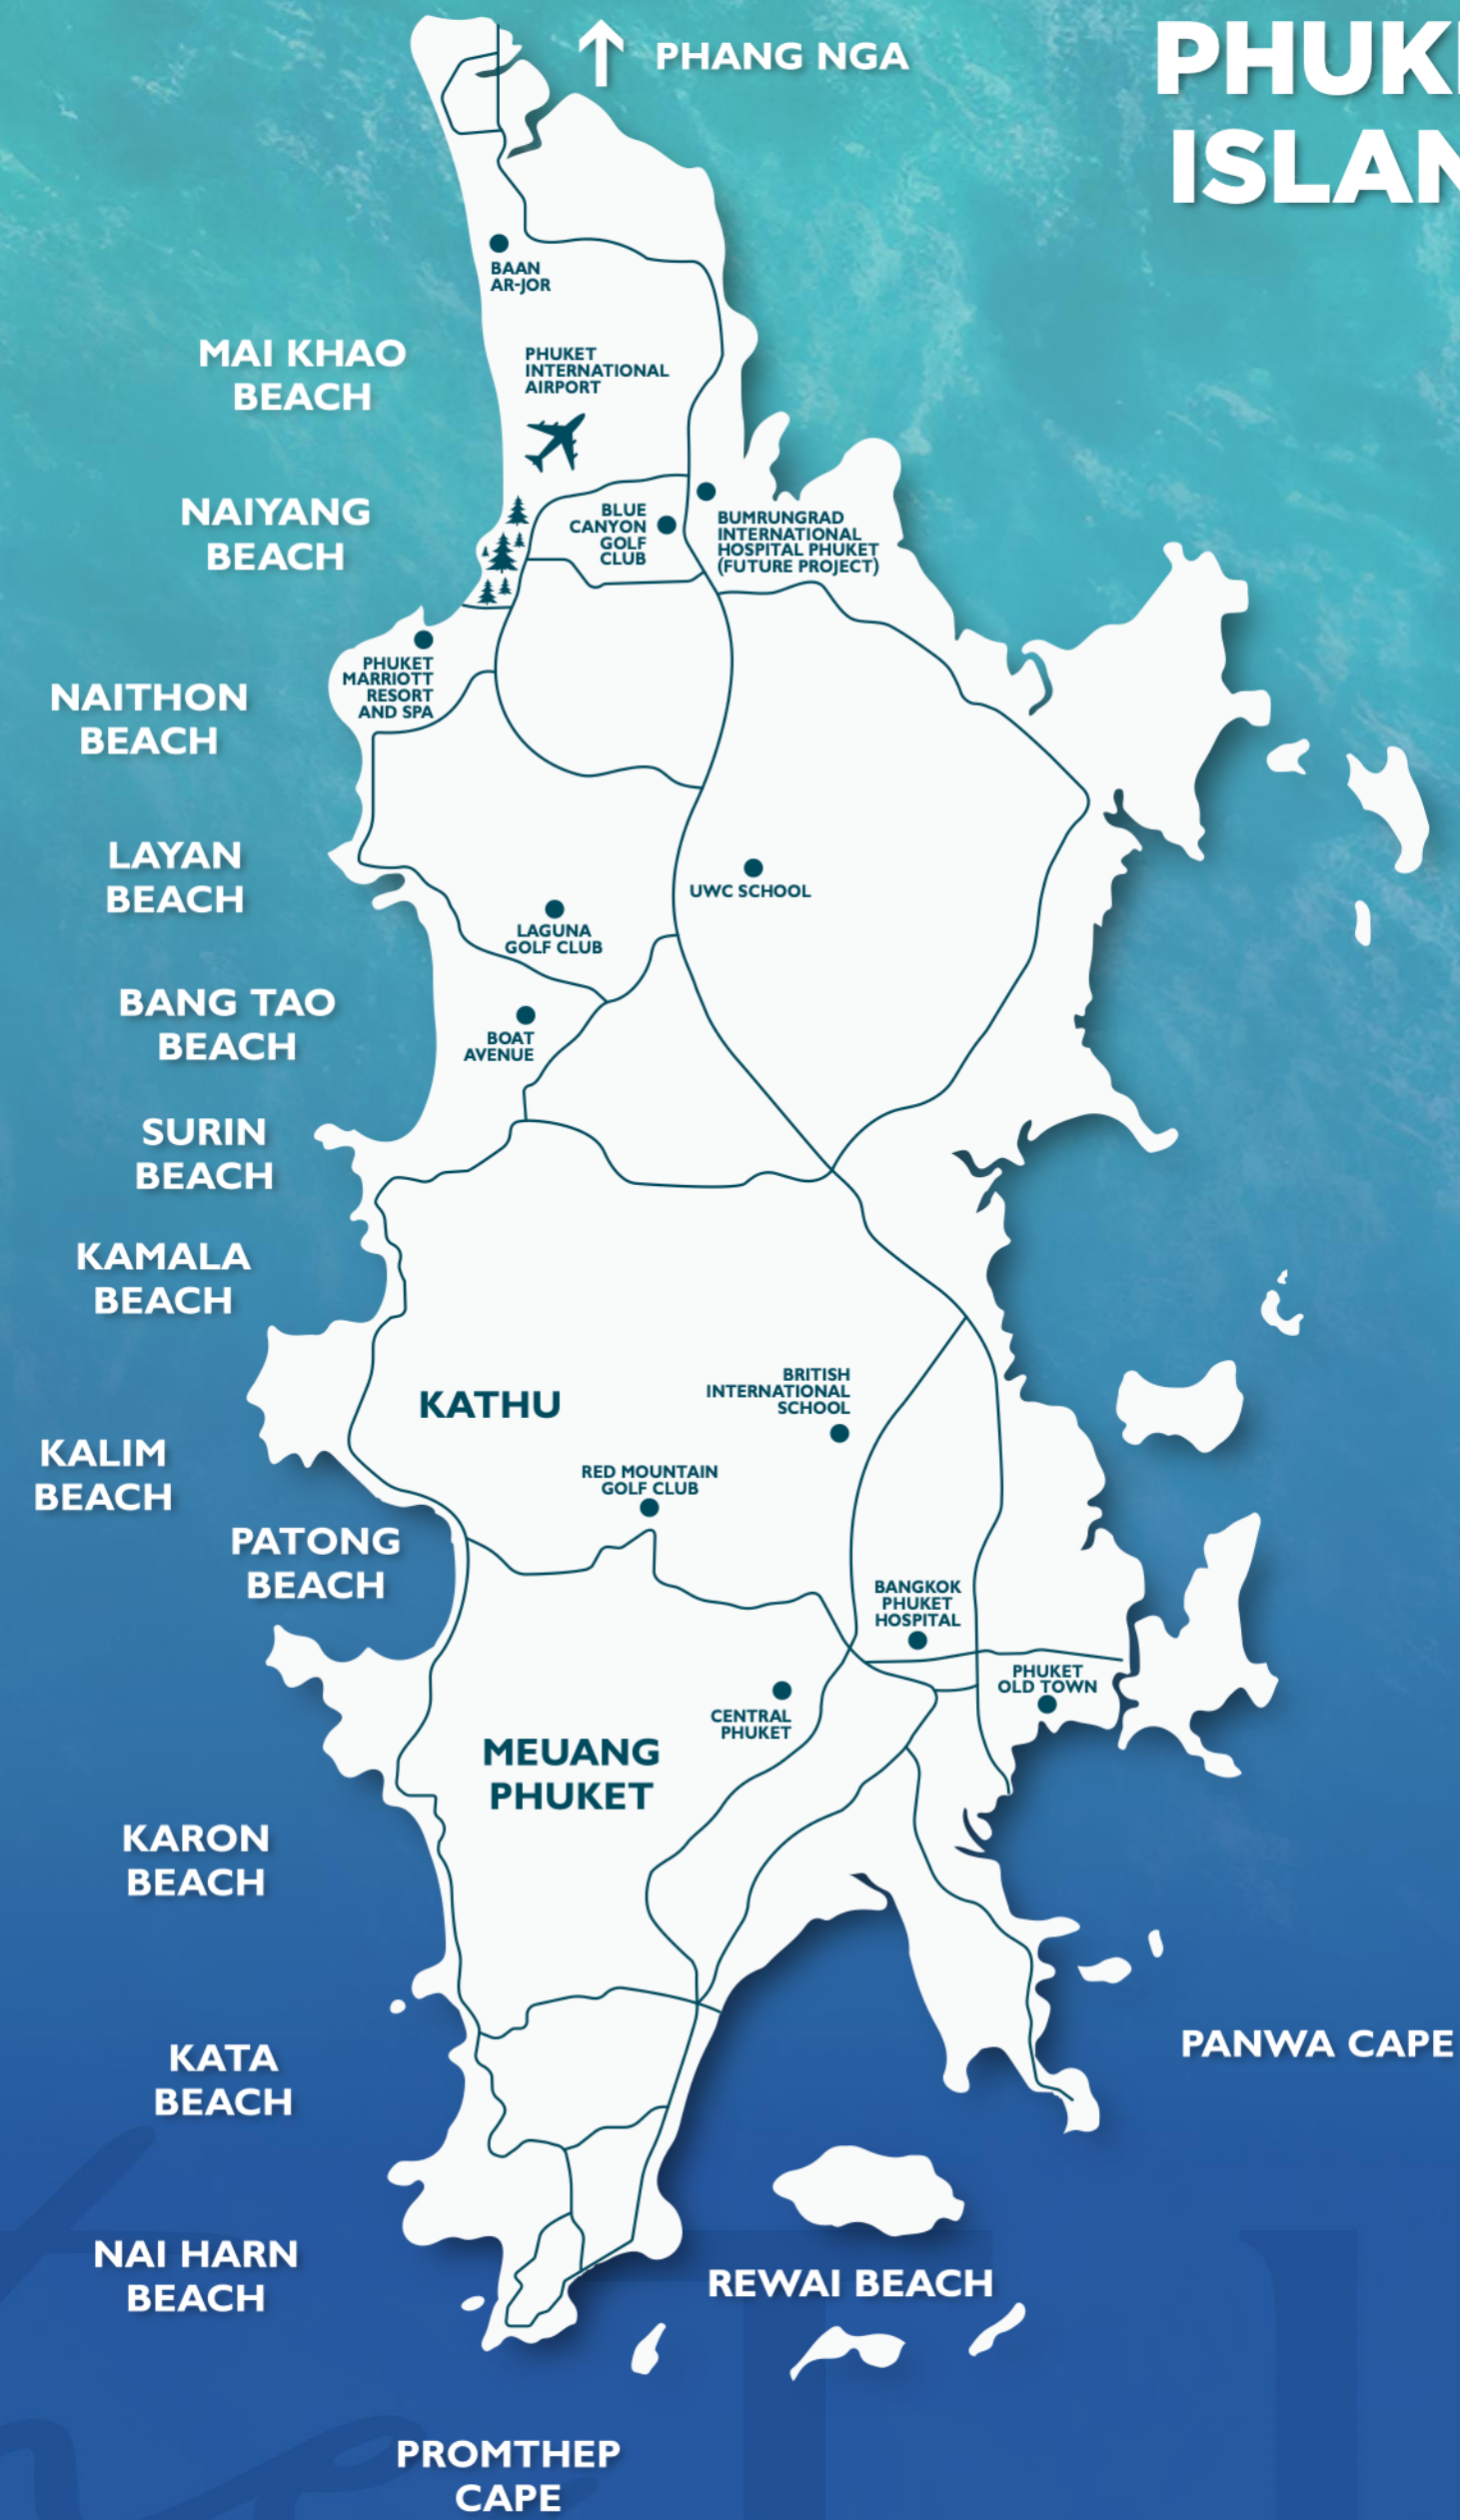 PHANG NGA
PHUK
ISLAN
BAAN
AR-JOR
MAI KHAO
BEACH
PHUKET
INTERNATIONAL
AIRPORT
NAIYANG
BEACH
BLUE
CANYON
GOLF
CLUB
BUMRUNGRAD
INTERNATIONAL
HOSPITAL PHUKET
(FUTURE PROJECT)
PHUKET
MARRIOTT
RESORT
AND SPA
NAITHON
BEACH
LAYAN
BEACH
UWC SCHOOL
LAGUNA
GOLF CLUB
BANG TAO
BEACH
BOAT
AVENUE
SURIN
BEACH
KAMALA
BEACH
KATHU
BRITISH
INTERNATIONAL
SCHOOL
KALIM
BEACH
RED MOUNTAIN
GOLF CLUB
PATONG
BEACH
BANGKOK
PHUKET
HOSPITAL
PHUKET
OLD TOWN
CENTRAL
PHUKET
MEUANG
PHUKET
KARON
BEACH
PANWA CAPE
KATA
BEACH
NAI HARN
BEACH
REWAI BEACH
PROMTHEP
CAPE